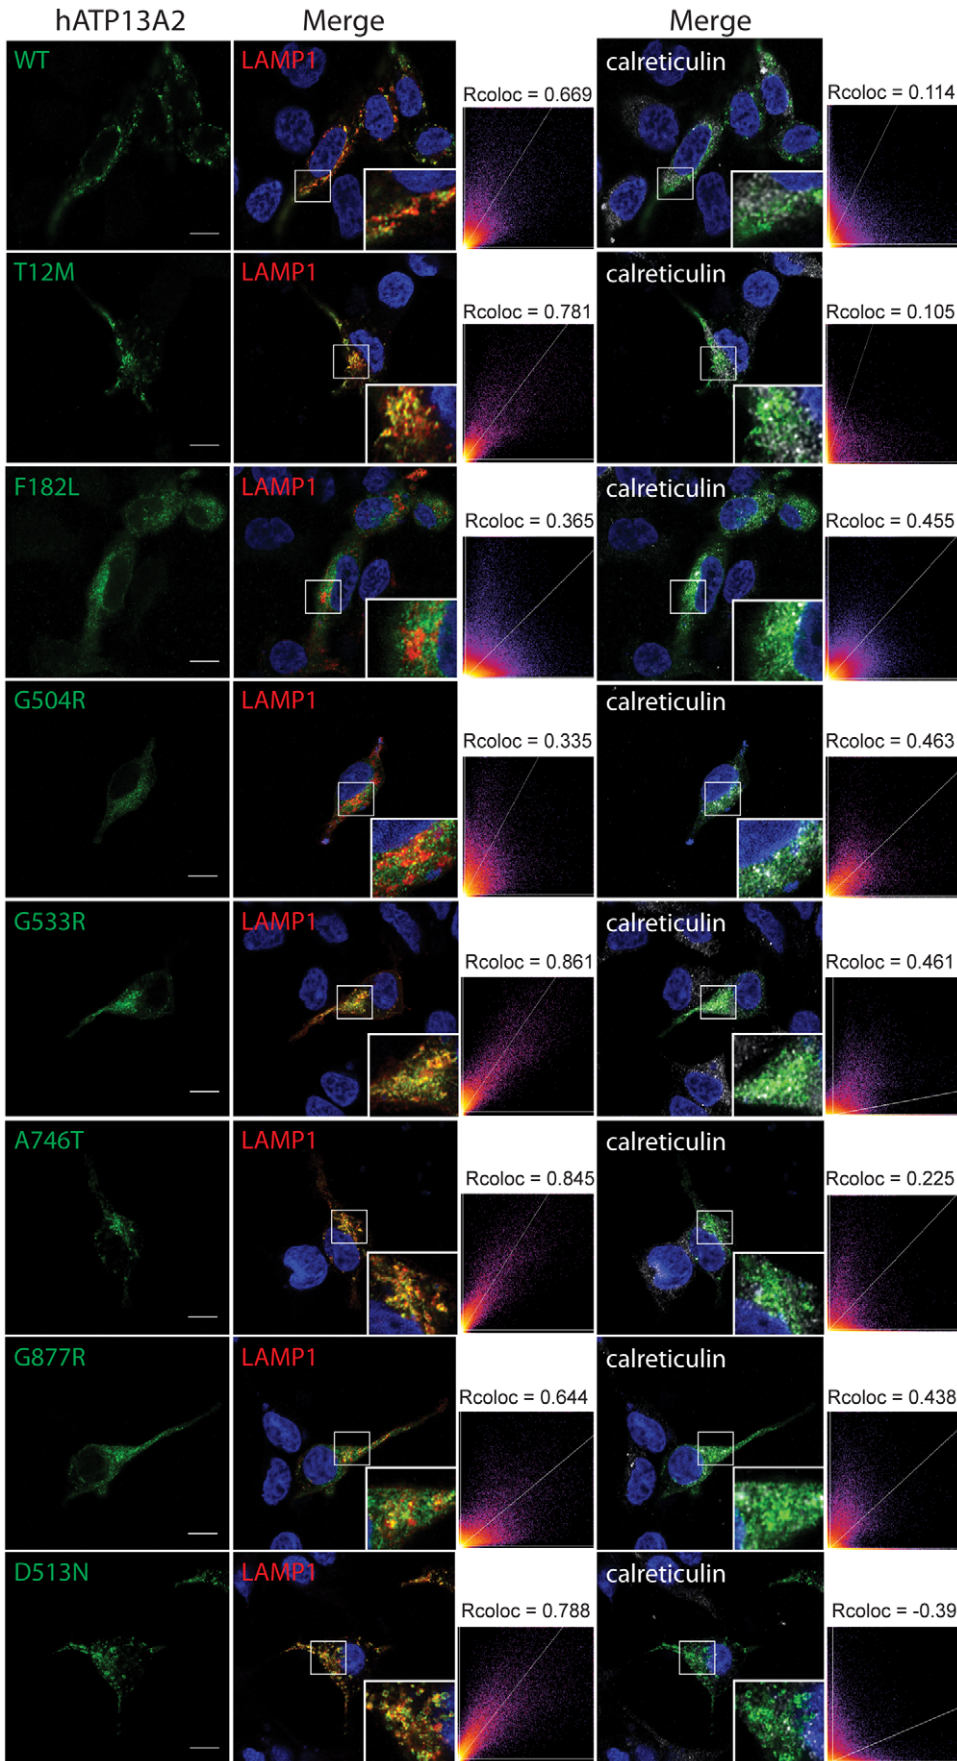 hATP13A2 Merge Merge
WT LAMP1 calreticulin
Rcoloc = 0.669 Rcoloc = 0.114
T12M LAMP1 calreticulin
Rcoloc = 0.781 Rcoloc = 0.105
F182L LAMP1 calreticulin
Rcoloc = 0.365 Rcoloc = 0.455
G504R LAMP1 calreticulin
Rcoloc = 0.335 Rcoloc = 0.463
G533R LAMP1 calreticulin
Rcoloc = 0.861 Rcoloc = 0.461
A746T LAMP1 calreticulin
Rcoloc = 0.845 Rcoloc = 0.225
G877R LAMP1 calreticulin
Rcoloc = 0.644 Rcoloc = 0.438
D513N LAMP1 calreticulin
Rcoloc = 0.788 Rcoloc = -0.39